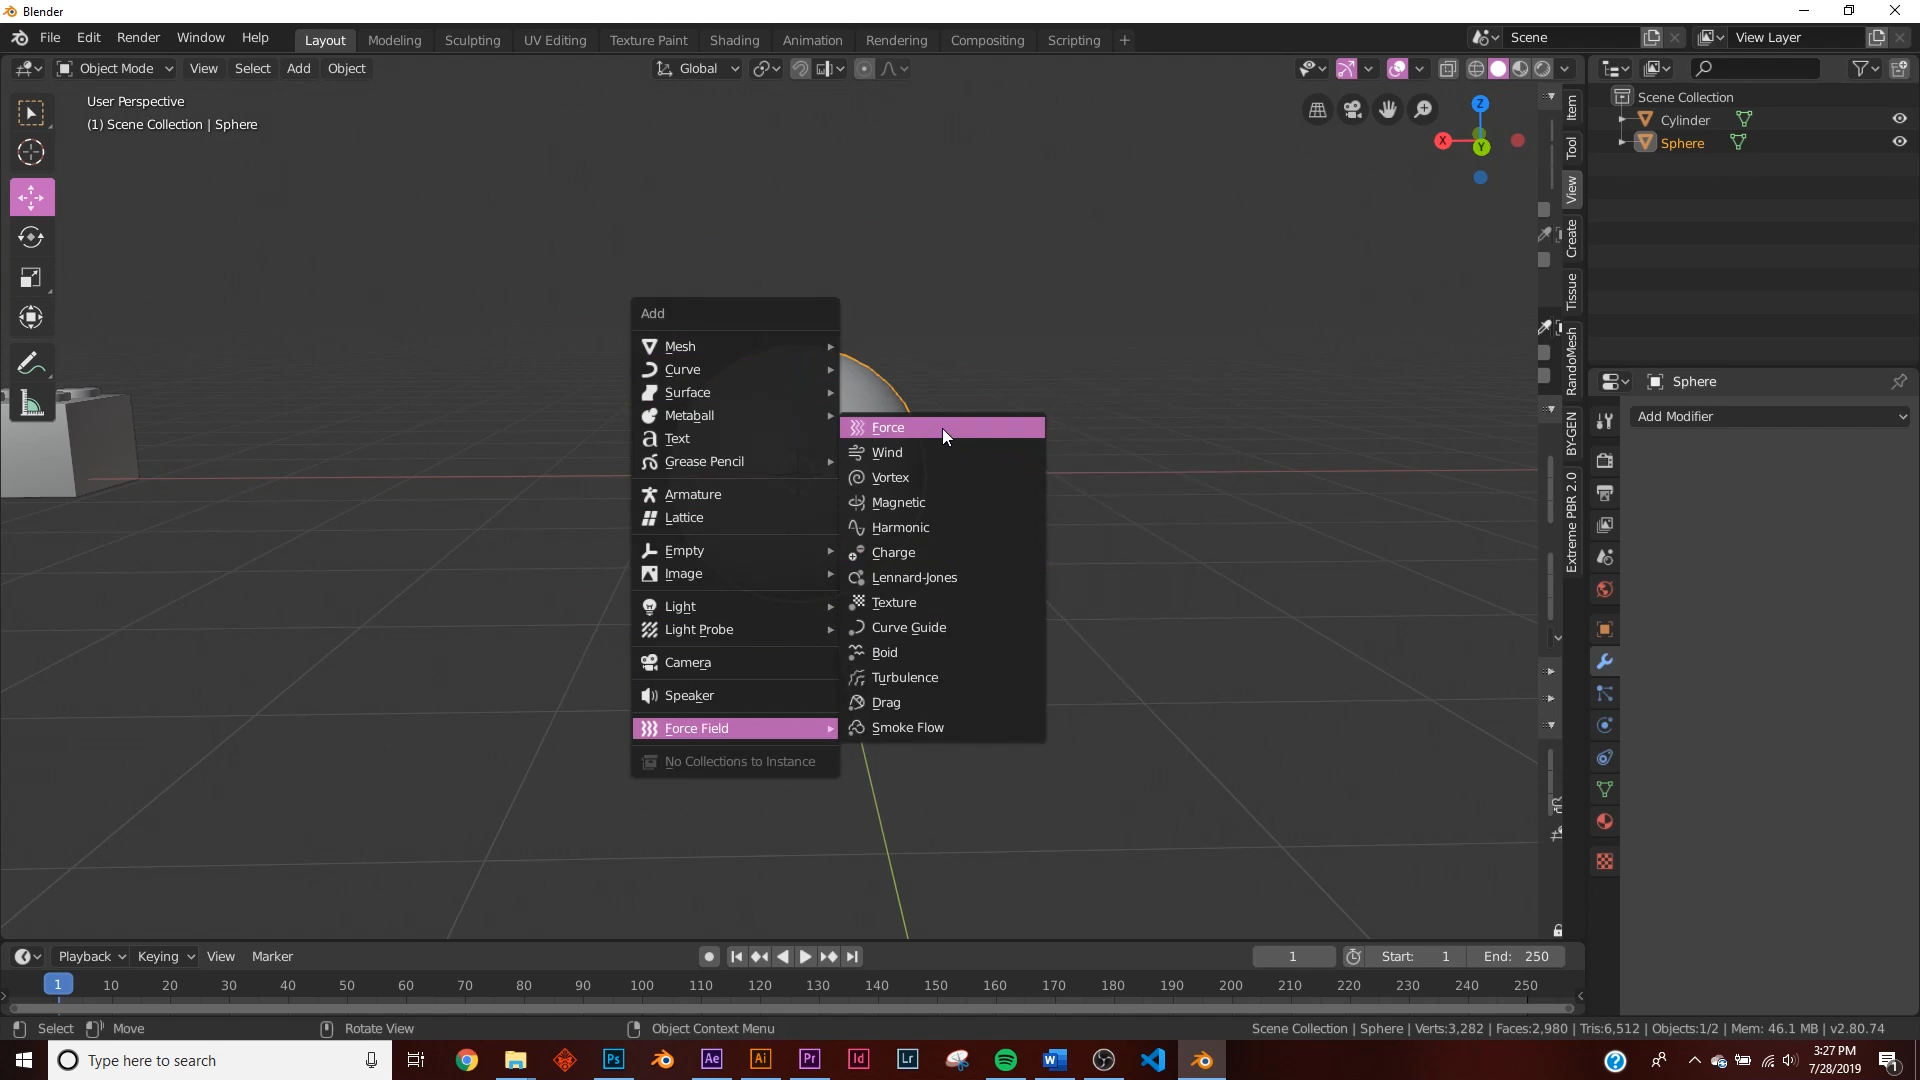 Blender
File Edit Render Window Help
Layout Modeling Sculpting UV Editing Texture Paint Shading Animation Rendering Compositing Scripting +
Scene
View Layer
Object Mode View Select Add Object
Global
User Perspective
(1) Scene Collection | Sphere
Z
X
Y
Item
Tool
View
Create
Tissue
RandoMesh
BY-GEN
Extreme PBR 2.0
Scene Collection
Cylinder
Sphere
Sphere
Add Modifier
Add
Mesh
Curve
Surface
Metaball
Text
Grease Pencil
Armature
Lattice
Empty
Image
Light
Light Probe
Camera
Speaker
Force Field
No Collections to Instance
Force
Wind
Vortex
Magnetic
Harmonic
Charge
Lennard-Jones
Texture
Curve Guide
Boid
Turbulence
Drag
Smoke Flow
Playback Keying View Marker
1
Start: 1
End: 250
1 10 20 30 40 50 60 70 80 90 100 110 120 130 140 150 160 170 180 190 200 210 220 230 240 250
Select Move Rotate View Object Context Menu
Scene Collection | Sphere | Verts:3,282 | Faces:2,980 | Tris:6,512 | Objects:1/2 | Mem: 46.1 MB | v2.80.74
Type here to search
Ps Ae Ai Pr Id Lr
3:27 PM
7/28/2019
1